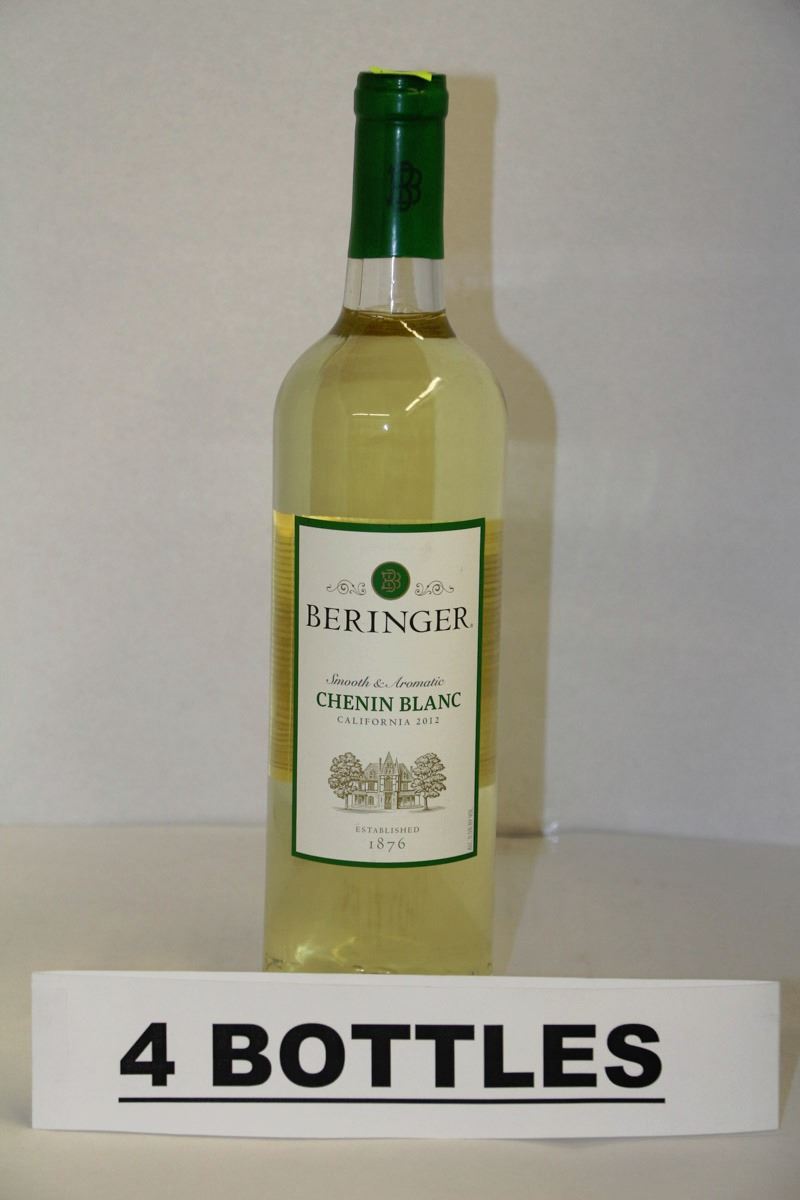 BERINGER
Smooth & Aromatic
CHENIN BLANC
CALIFORNIA 2012
ESTABLISHED
1876
4 BOTTLES